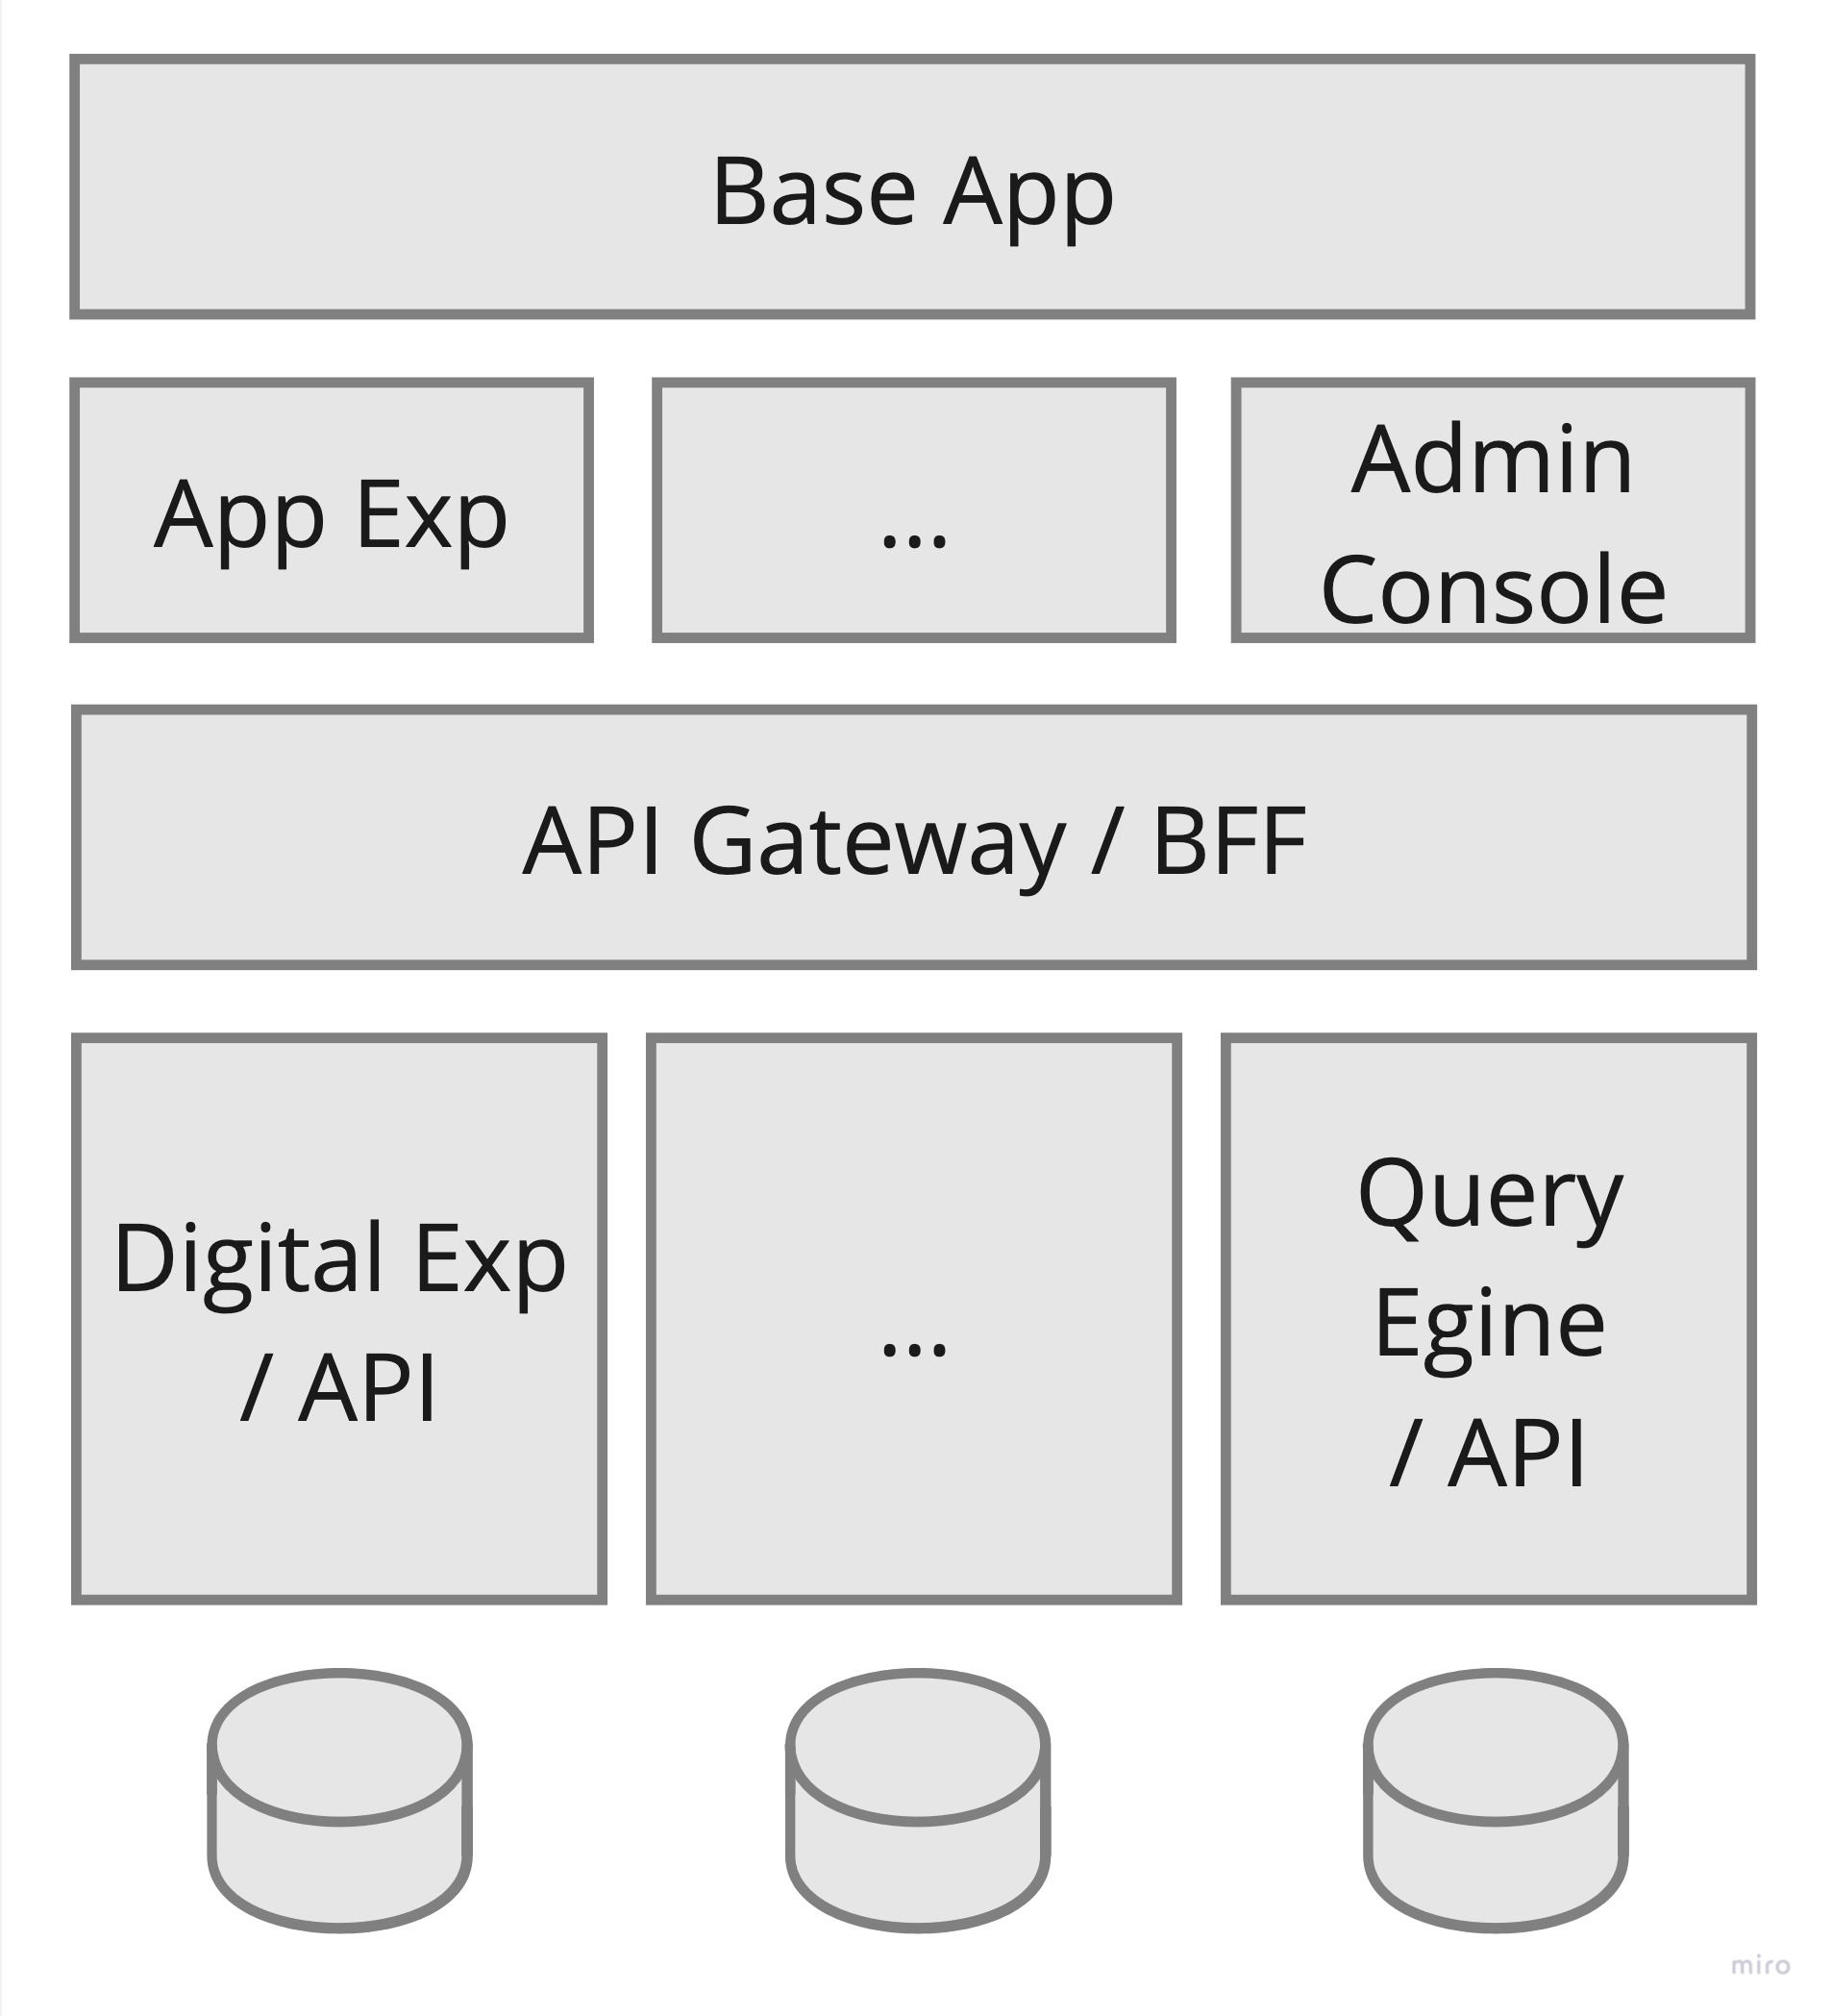 Base App
App Exp
...
Admin
Console
API Gateway / BFF
Digital Exp
/ API
...
Query
Egine
/ API
miro